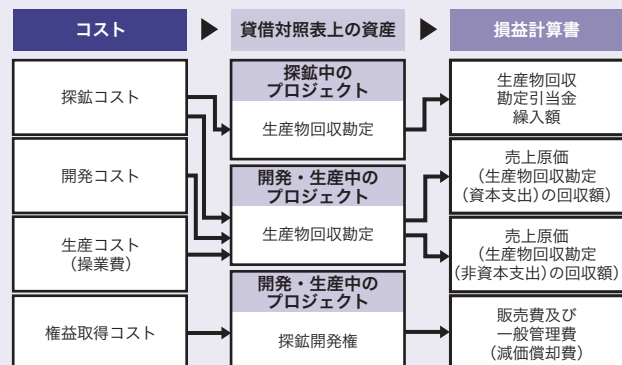 コスト
貸借対照表上の資産
損益計算書
探鉱コスト
開発コスト
生産コスト
(操業費)
権益取得コスト
探鉱中の
プロジェクト
生産物回収勘定
開発・生産中の
プロジェクト
生産物回収勘定
開発・生産中の
プロジェクト
探鉱開発権
生産物回収
勘定引当金
繰入額
売上原価
(生産物回収勘定
(資本支出)の回収額)
売上原価
(生産物回収勘定
(非資本支出)の回収額)
販売費及び
一般管理費
(減価償却費)